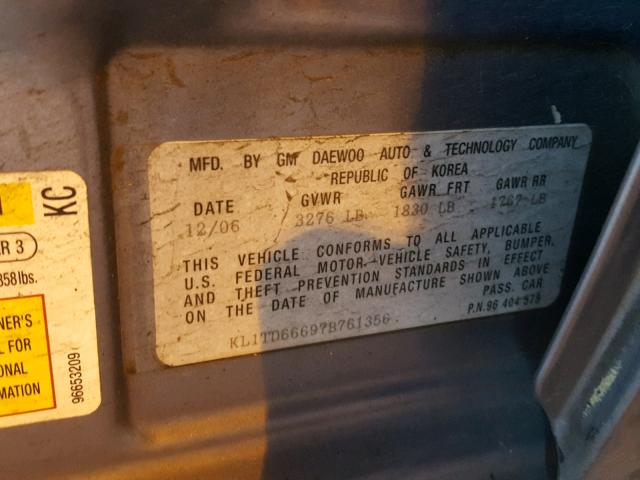 MFD. BY GM DAEWOO AUTO & TECHNOLOGY COMPANY
REPUBLIC OF KOREA
DATE GVWR GAWR FRT GAWR RR
12/06 3276 LB 1830 LB 1767 LB
THIS VEHICLE CONFORMS TO ALL APPLICABLE
U.S. FEDERAL MOTOR VEHICLE SAFETY, BUMPER,
AND THEFT PREVENTION STANDARDS IN EFFECT
ON THE DATE OF MANUFACTURE SHOWN ABOVE
PASS. CAR
P.N.96 404 575
KL1TD66697B761356
KC
R 3
358lbs.
NER'S
L FOR
ONAL
RMATION
96653209